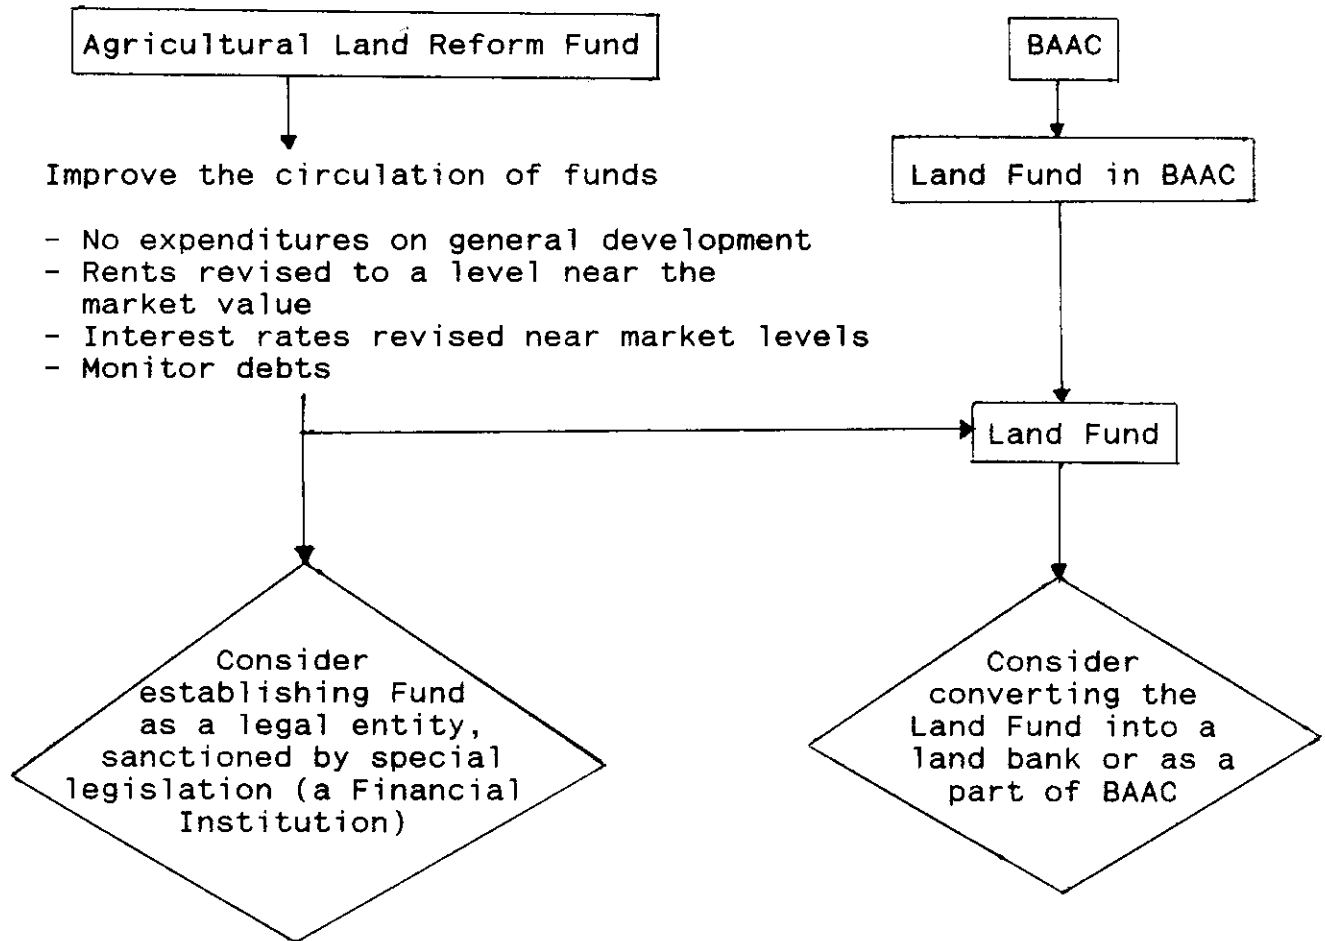 Agricultural Land Reform Fund
Improve the circulation of funds
- No expenditures on general development
- Rents revised to a level near the
market value
- Interest rates revised near market levels
- Monitor debts
Consider
establishing Fund
as a legal entity,
sanctioned by special
legislation (a Financial
Institution)
BAAC
Land Fund in BAAC
Land Fund
Consider
converting the
Land Fund into a
land bank or as a
part of BAAC